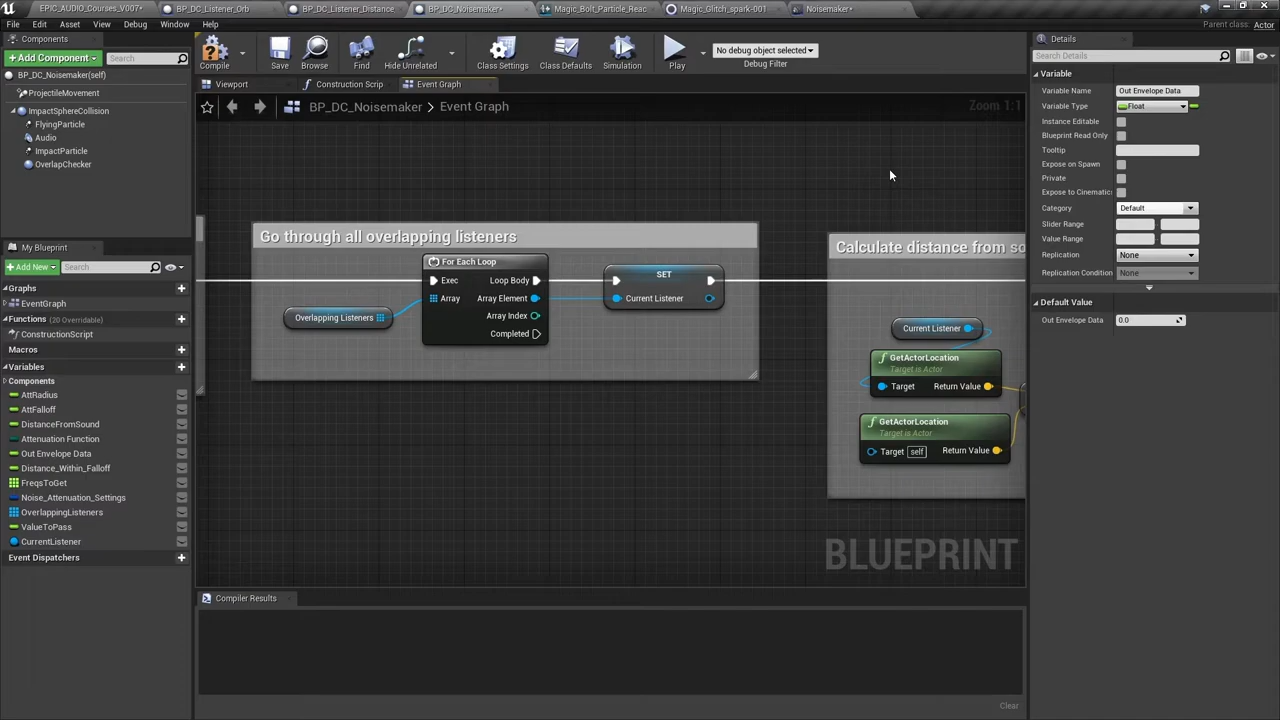 EPIC_AUDIO_Courses_V007*
BP_DC_Listener_Orb
BP_DC_Listener_Distance
BP_DC_Noisemaker*
Magic_Bolt_Particle_Reac
Magic_Glitch_spark-001
Noisemaker*
File
Edit
Asset
View
Debug
Window
Help
Parent class: Actor
Components
+ Add Component
Search
BP_DC_Noisemaker(self)
ProjectileMovement
ImpactSphereCollision
FlyingParticle
Audio
ImpactParticle
OverlapChecker
My Blueprint
+ Add New
Search
Graphs
EventGraph
Functions (20 Overridable)
ConstructionScript
Macros
Variables
Components
AttRadius
AttFalloff
DistanceFromSound
Attenuation Function
Out Envelope Data
Distance_Within_Falloff
FreqsToGet
Noise_Attenuation_Settings
OverlappingListeners
ValueToPass
CurrentListener
Event Dispatchers
Compile
Save
Browse
Find
Hide Unrelated
Class Settings
Class Defaults
Simulation
Play
No debug object selected
Debug Filter
Viewport
Construction Scrip
Event Graph
BP_DC_Noisemaker > Event Graph
Zoom 1:1
Go through all overlapping listeners
For Each Loop
Exec
Loop Body
Array
Array Element
Array Index
Completed
Overlapping Listeners
SET
Current Listener
Calculate distance from so
Current Listener
GetActorLocation
Target is Actor
Target
Return Value
GetActorLocation
Target is Actor
Target
self
Return Value
BLUEPRINT
Compiler Results
Clear
Details
Search Details
Variable
Variable Name
Out Envelope Data
Variable Type
Float
Instance Editable
Blueprint Read Only
Tooltip
Expose on Spawn
Private
Expose to Cinematic
Category
Default
Slider Range
Value Range
Replication
None
Replication Condition
None
Default Value
Out Envelope Data
0.0